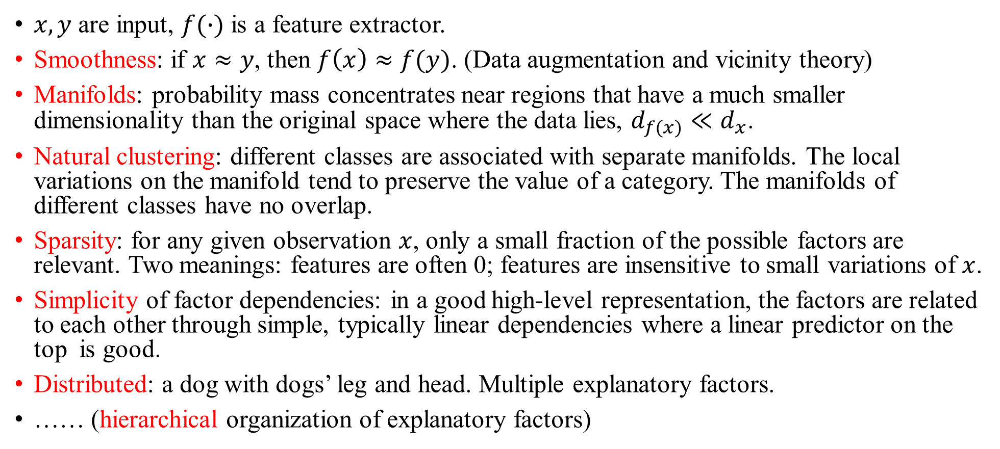 • x, y are input, f(·) is a feature extractor.
• Smoothness: if x ≈ y, then f(x) ≈ f(y). (Data augmentation and vicinity theory)
• Manifolds: probability mass concentrates near regions that have a much smaller
dimensionality than the original space where the data lies, d_{f(x)} ≪ d_x.
• Natural clustering: different classes are associated with separate manifolds. The local
variations on the manifold tend to preserve the value of a category. The manifolds of
different classes have no overlap.
• Sparsity: for any given observation x, only a small fraction of the possible factors are
relevant. Two meanings: features are often 0; features are insensitive to small variations of x.
• Simplicity of factor dependencies: in a good high-level representation, the factors are related
to each other through simple, typically linear dependencies where a linear predictor on the
top is good.
• Distributed: a dog with dogs’ leg and head. Multiple explanatory factors.
• …… (hierarchical organization of explanatory factors)